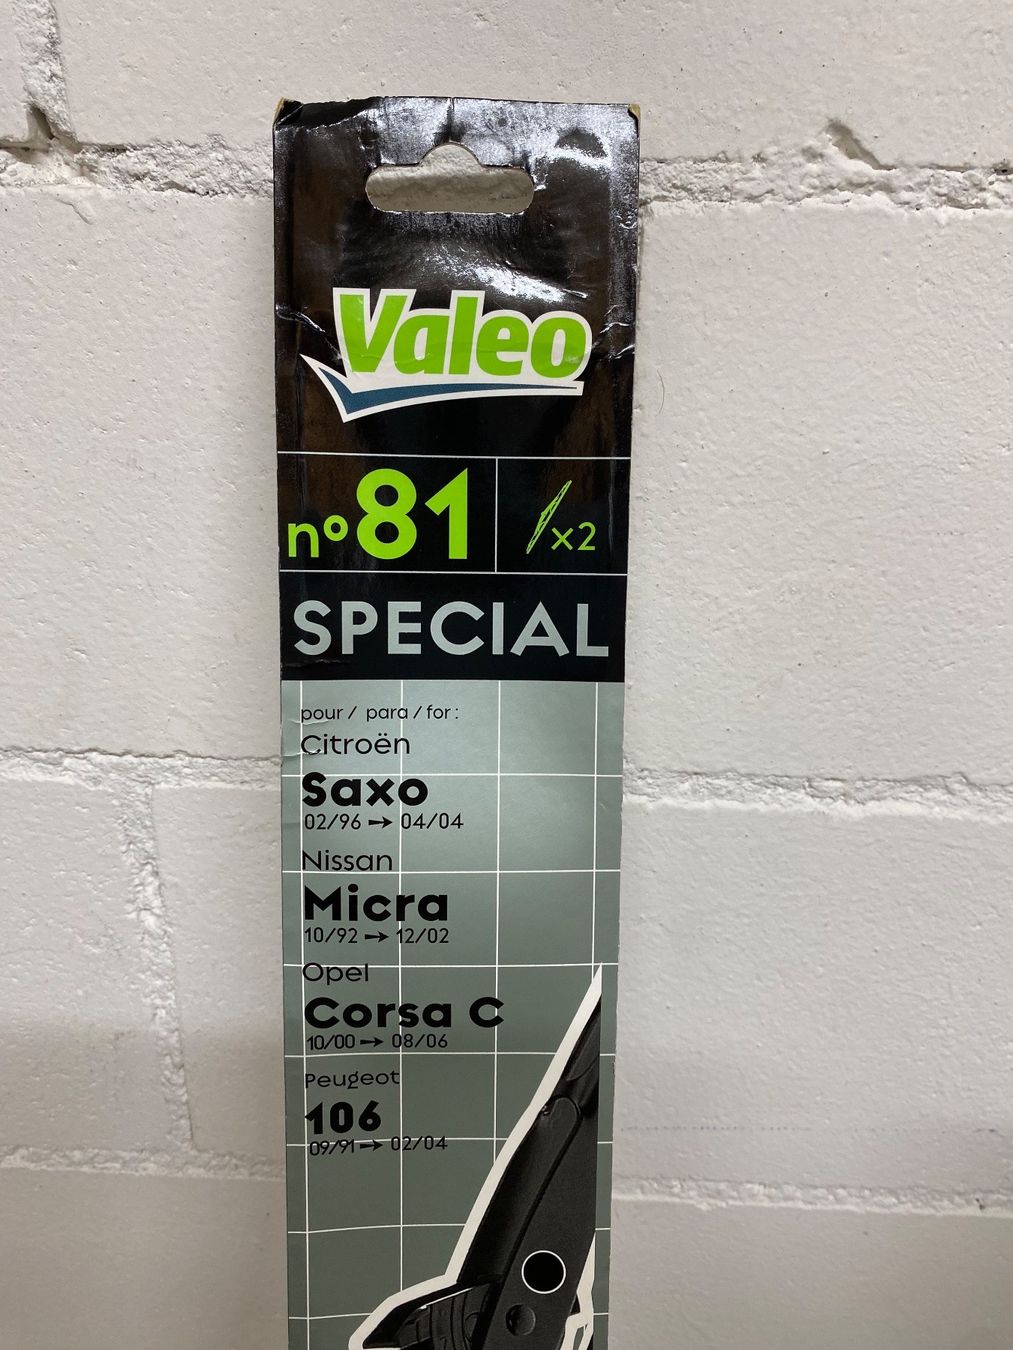 Valeo
nº81
x2
SPECIAL
pour / para / for :
Citroën
Saxo
02/96 → 04/04
Nissan
Micra
10/92 → 12/02
Opel
Corsa C
10/00 → 08/06
Peugeot
106
09/91 → 02/04